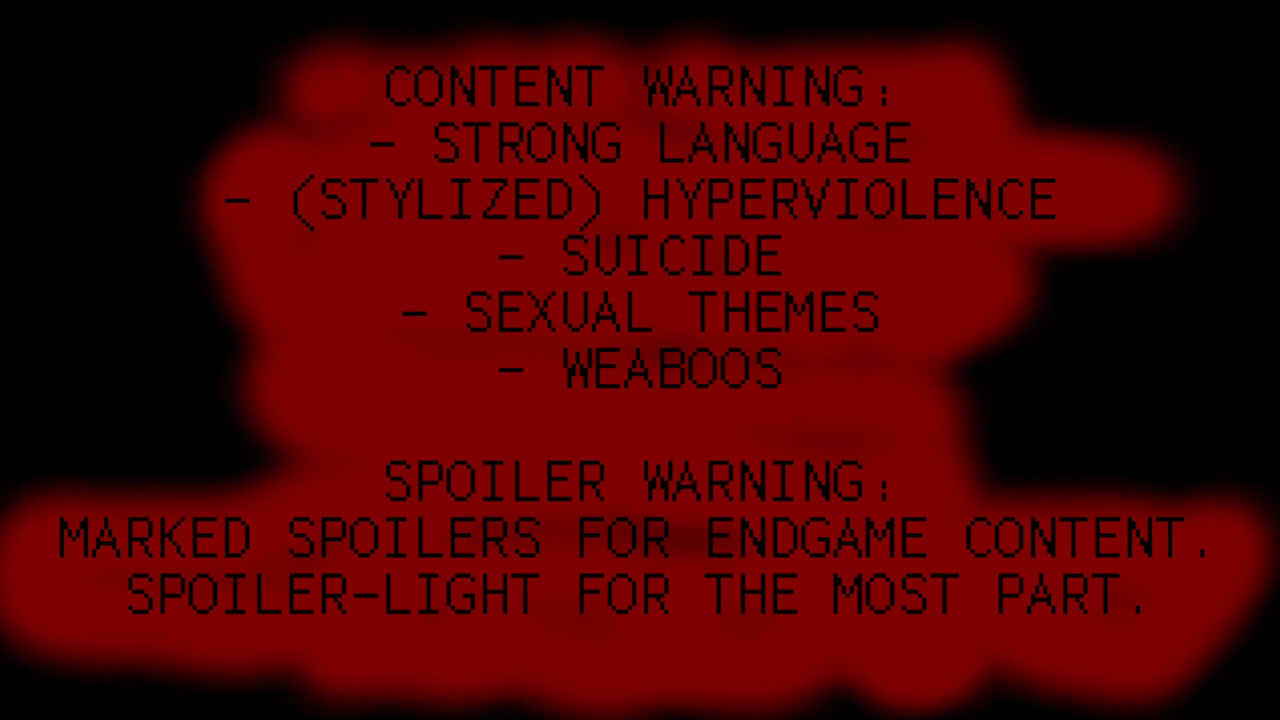 CONTENT WARNING:
- STRONG LANGUAGE
- (STYLIZED) HYPERVIOLENCE
- SUICIDE
- SEXUAL THEMES
- WEABOOS
SPOILER WARNING:
MARKED SPOILERS FOR ENDGAME CONTENT.
SPOILER-LIGHT FOR THE MOST PART.